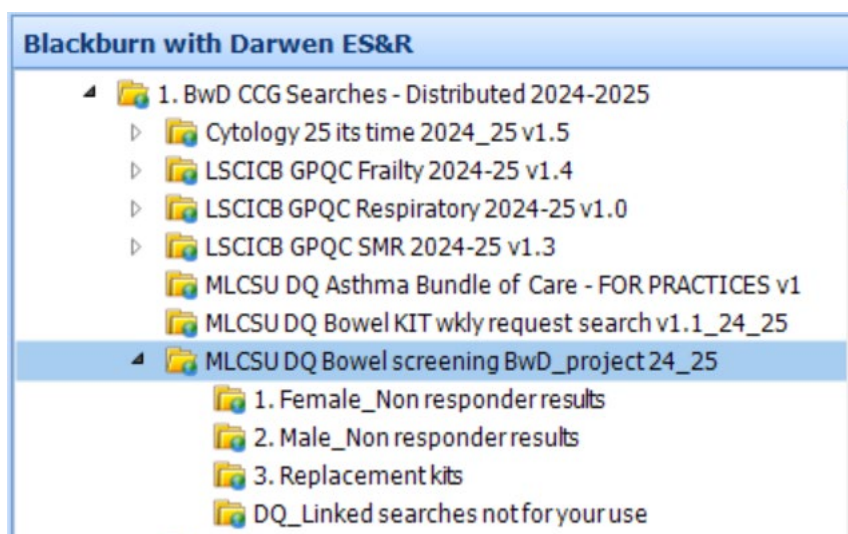 Blackburn with Darwen ES&R
1. BwD CCG Searches - Distributed 2024-2025
Cytology 25 its time 2024_25 v1.5
LSCICB GPQC Frailty 2024-25 v1.4
LSCICB GPQC Respiratory 2024-25 v1.0
LSCICB GPQC SMR 2024-25 v1.3
MLCSU DQ Asthma Bundle of Care - FOR PRACTICES v1
MLCSU DQ Bowel KIT wkly request search v1.1_24_25
MLCSU DQ Bowel screening BwD_project 24_25
1. Female_Non responder results
2. Male_Non responder results
3. Replacement kits
DQ_Linked searches not for your use